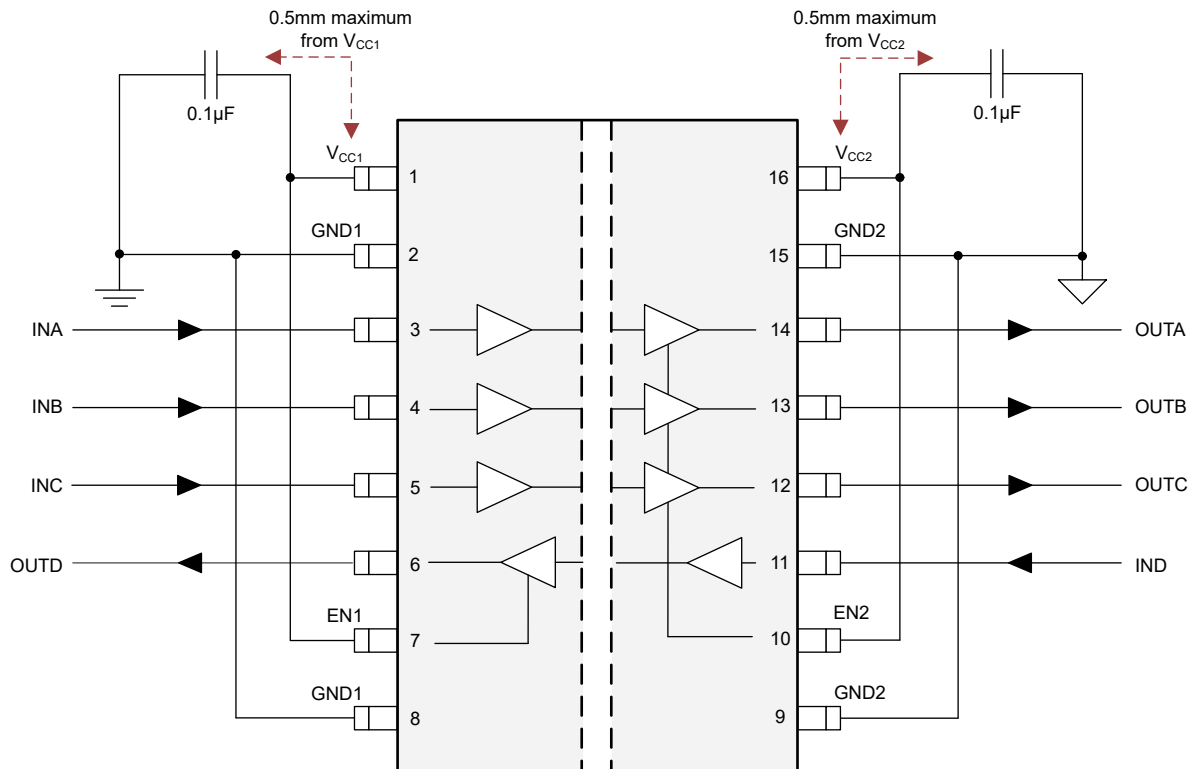 0.5mm maximum
from VCC1
0.5mm maximum
from VCC2
0.1µF
0.1µF
VCC1
1
16
VCC2
GND1
2
15
GND2
INA
3
14
OUTA
INB
4
13
OUTB
INC
5
12
OUTC
OUTD
6
11
IND
EN1
7
10
EN2
GND1
8
9
GND2